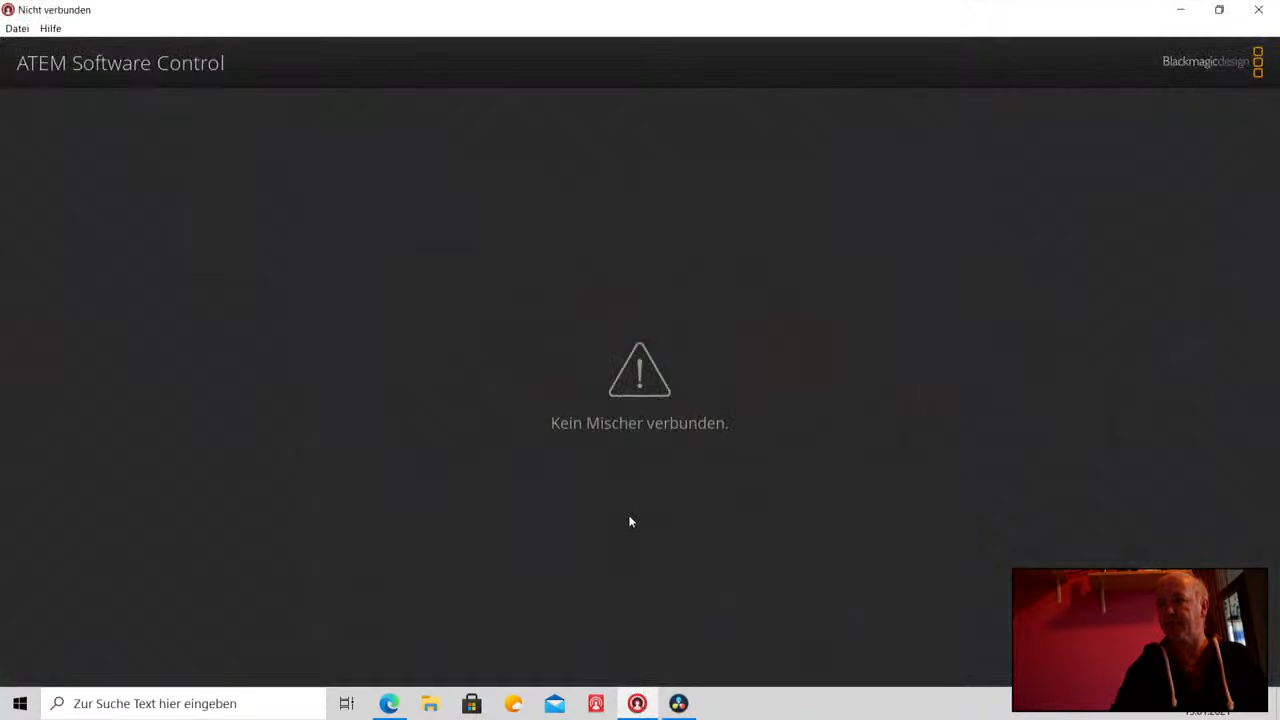 Nicht verbunden
Datei Hilfe
ATEM Software Control
Blackmagicdesign
Kein Mischer verbunden.
Zur Suche Text hier eingeben